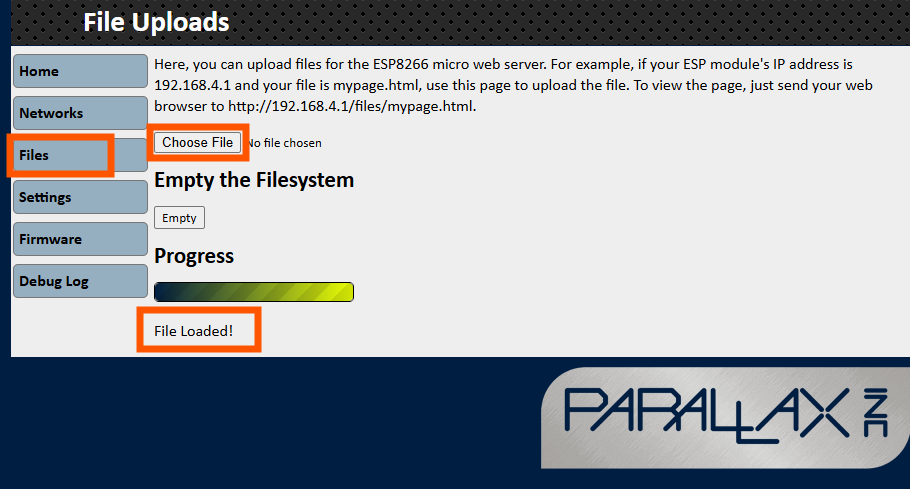 File Uploads
Home
Networks
Files
Settings
Firmware
Debug Log
Here, you can upload files for the ESP8266 micro web server. For example, if your ESP module's IP address is
192.168.4.1 and your file is mypage.html, use this page to upload the file. To view the page, just send your web
browser to http://192.168.4.1/files/mypage.html.
Choose File No file chosen
Empty the Filesystem
Empty
Progress
File Loaded!
PARALLAX INC